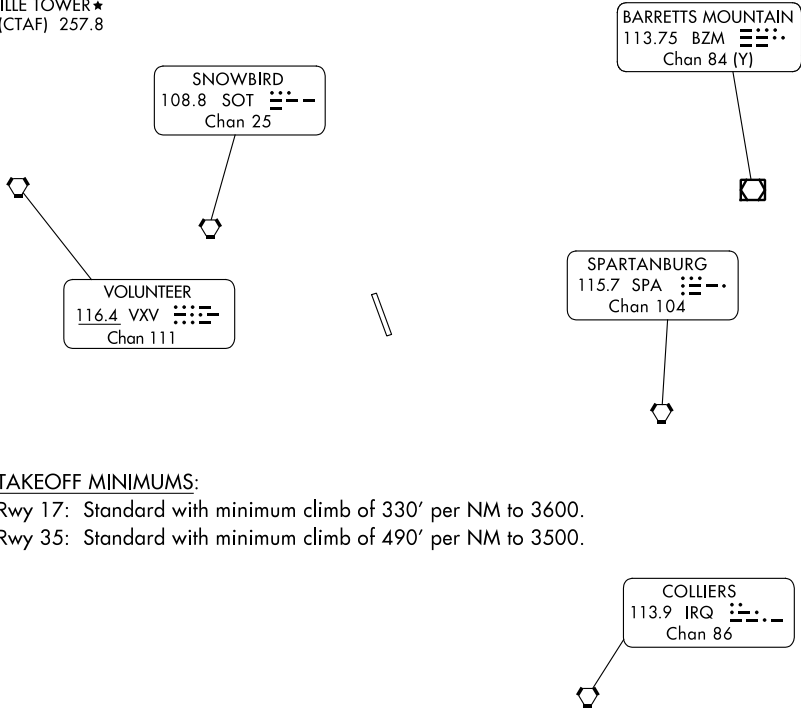 ILLE TOWER★
(CTAF) 257.8
BARRETTS MOUNTAIN
113.75 BZM
Chan 84 (Y)
SNOWBIRD
108.8 SOT
Chan 25
VOLUNTEER
116.4 VXV
Chan 111
SPARTANBURG
115.7 SPA
Chan 104
TAKEOFF MINIMUMS:
Rwy 17: Standard with minimum climb of 330' per NM to 3600.
Rwy 35: Standard with minimum climb of 490' per NM to 3500.
COLLIERS
113.9 IRQ
Chan 86